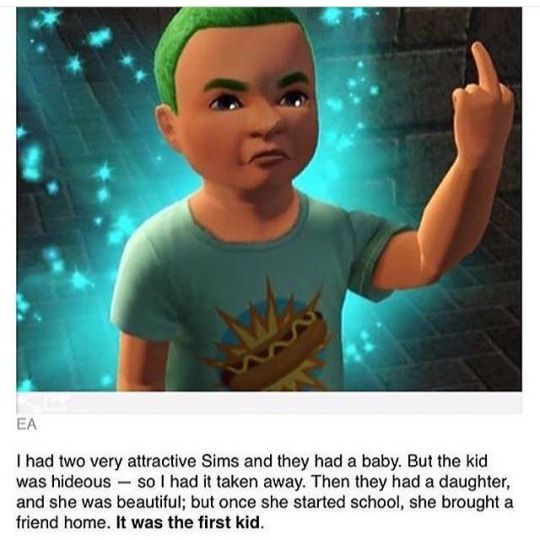 EA
I had two very attractive Sims and they had a baby. But the kid
was hideous — so I had it taken away. Then they had a daughter,
and she was beautiful; but once she started school, she brought a
friend home. It was the first kid.